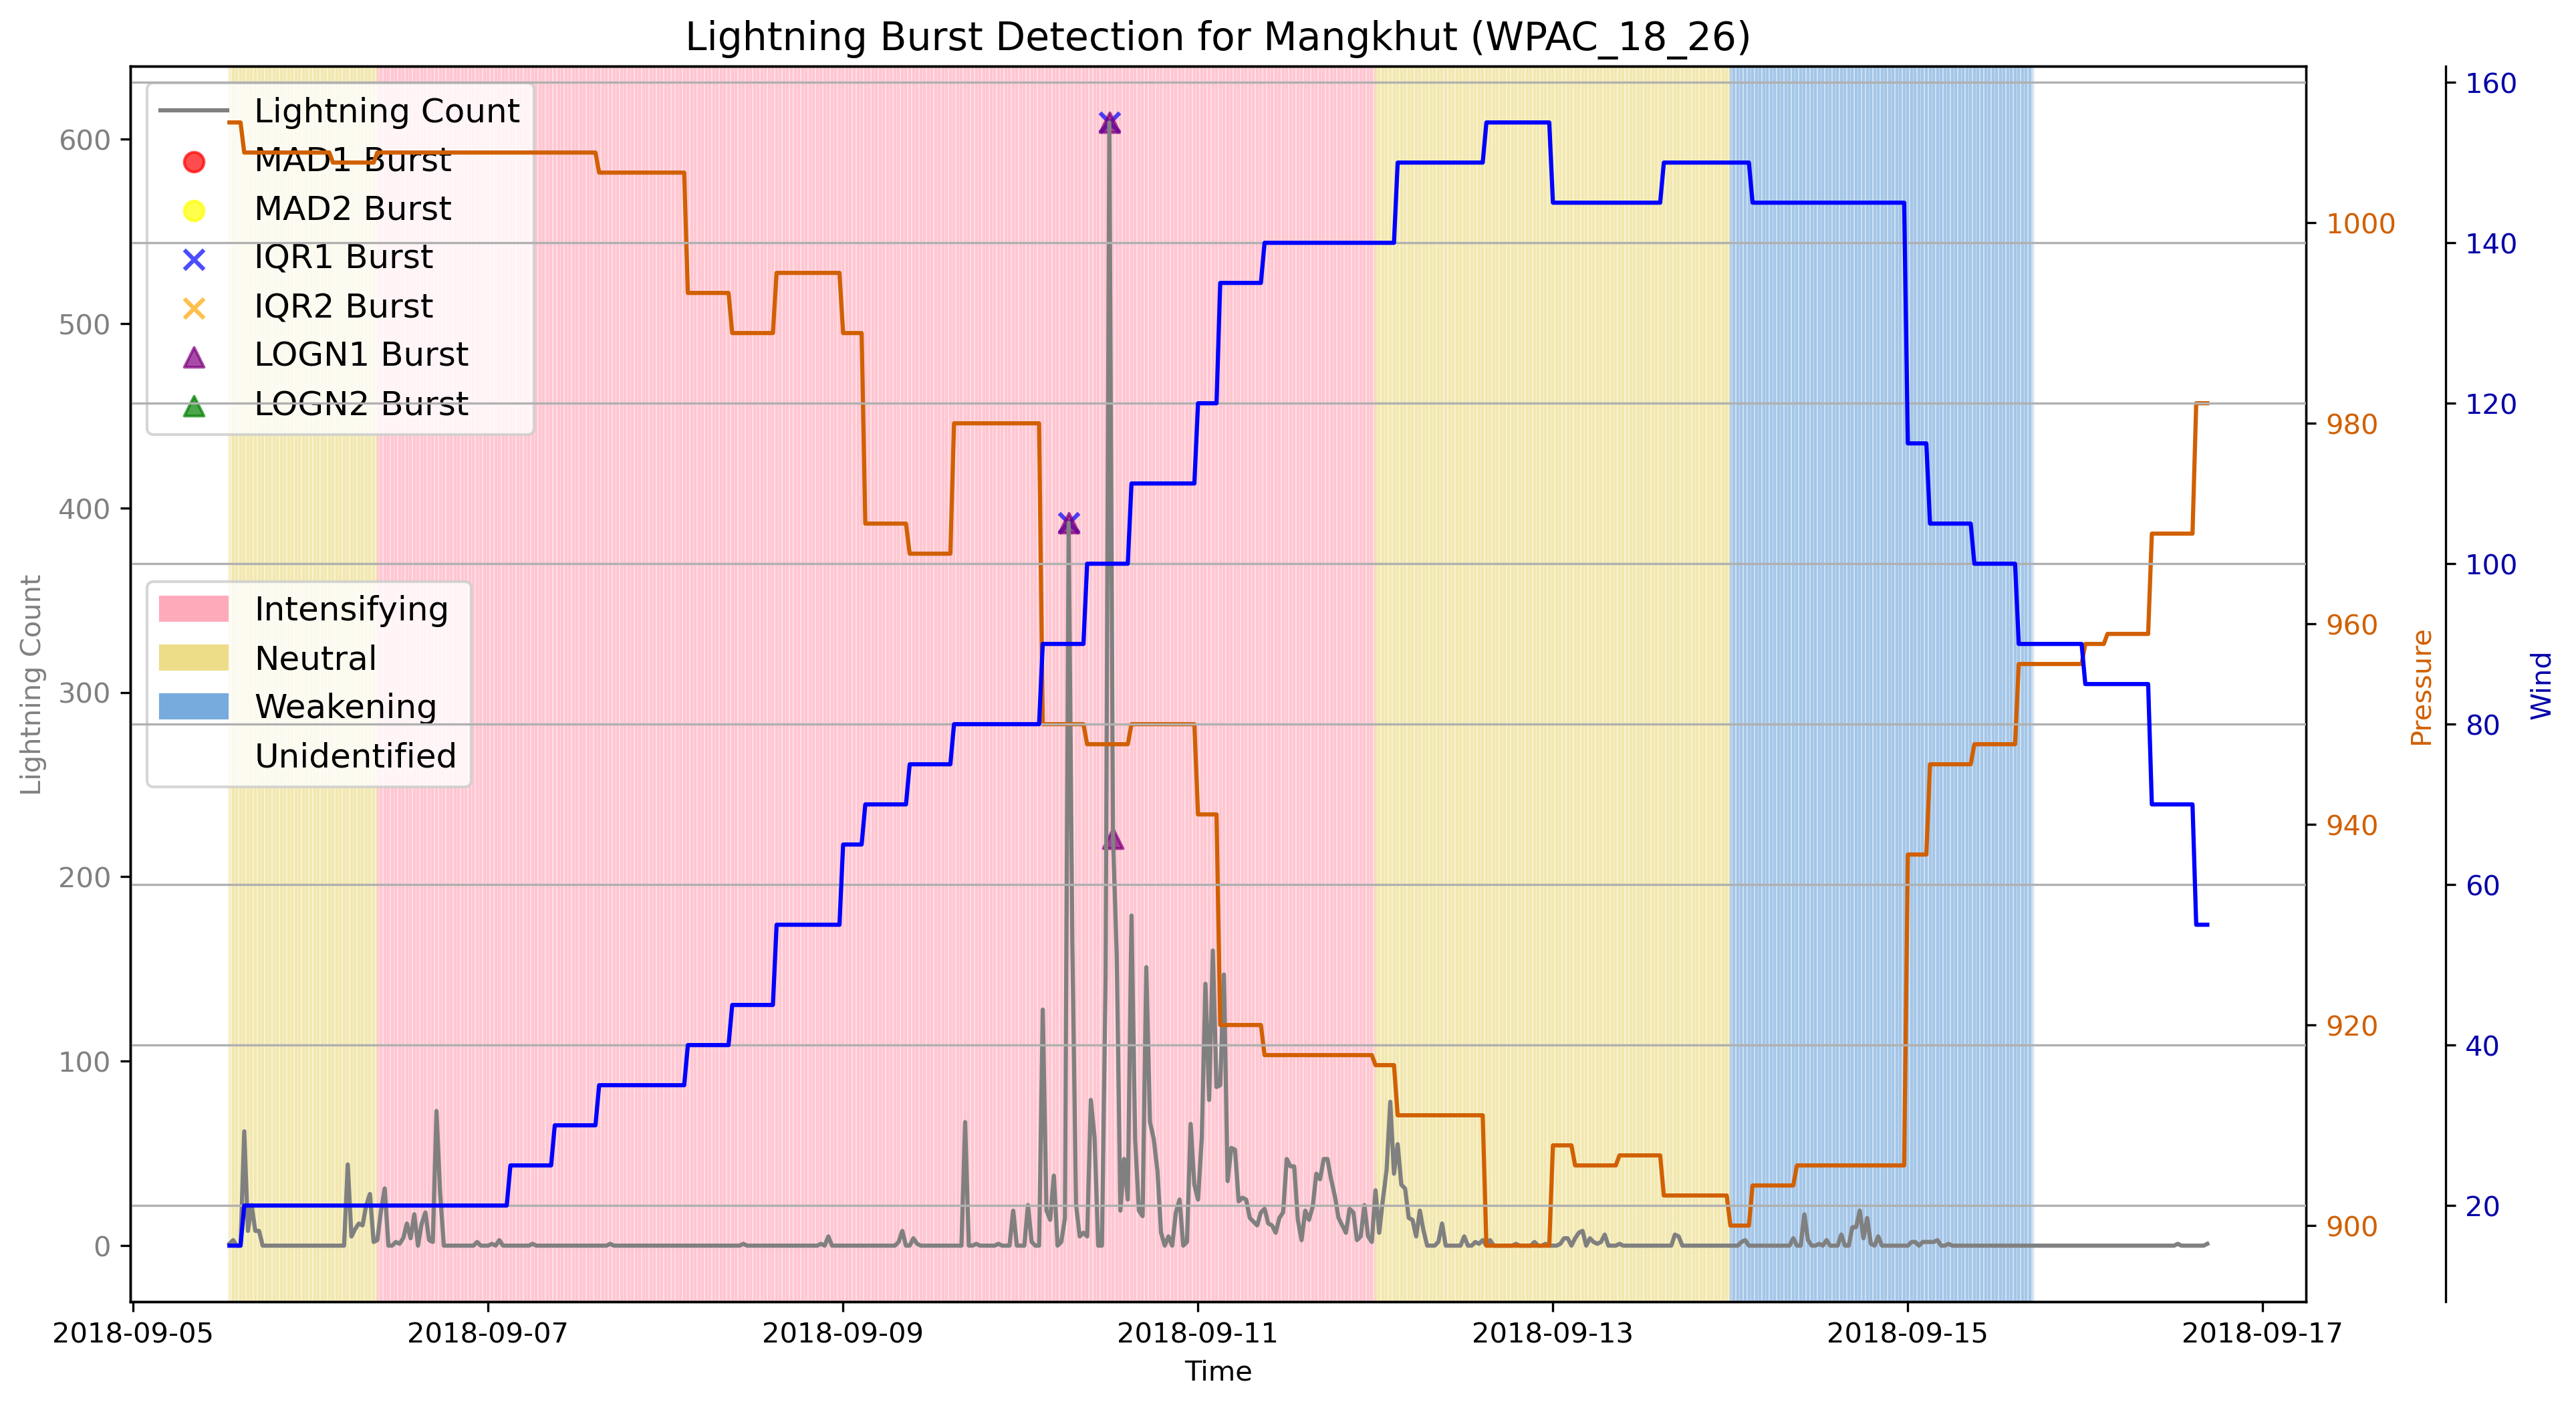 Lightning Burst Detection for Mangkhut (WPAC_18_26)
Lightning Count
MAD1 Burst
MAD2 Burst
IQR1 Burst
IQR2 Burst
LOGN1 Burst
LOGN2 Burst
Intensifying
Neutral
Weakening
Unidentified
Lightning Count
600
500
400
300
200
100
0
1000
980
960
940
920
900
Pressure
160
140
120
100
80
60
40
20
Wind
2018-09-05 2018-09-07 2018-09-09 2018-09-11 2018-09-13 2018-09-15 2018-09-17
Time